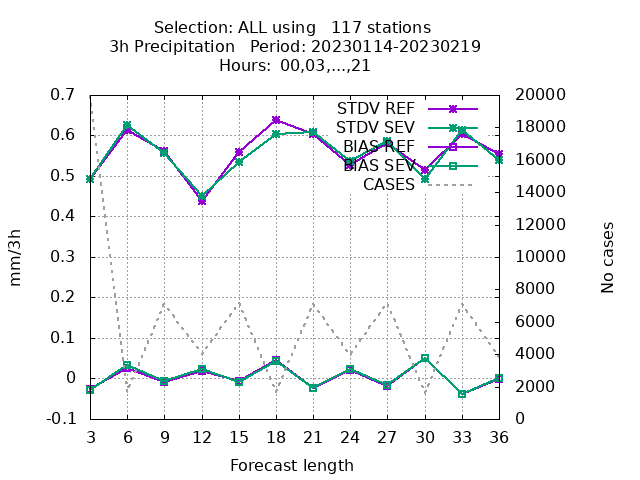 Selection: ALL using   117 stations
3h Precipitation   Period: 20230114-20230219
Hours:  00,03,...,21
STDV REF
STDV SEV
BIAS REF
BIAS SEV
CASES
mm/3h
0.7
0.6
0.5
0.4
0.3
0.2
0.1
0
-0.1
No cases
20000
18000
16000
14000
12000
10000
8000
6000
4000
2000
0
3 6 9 12 15 18 21 24 27 30 33 36
Forecast length